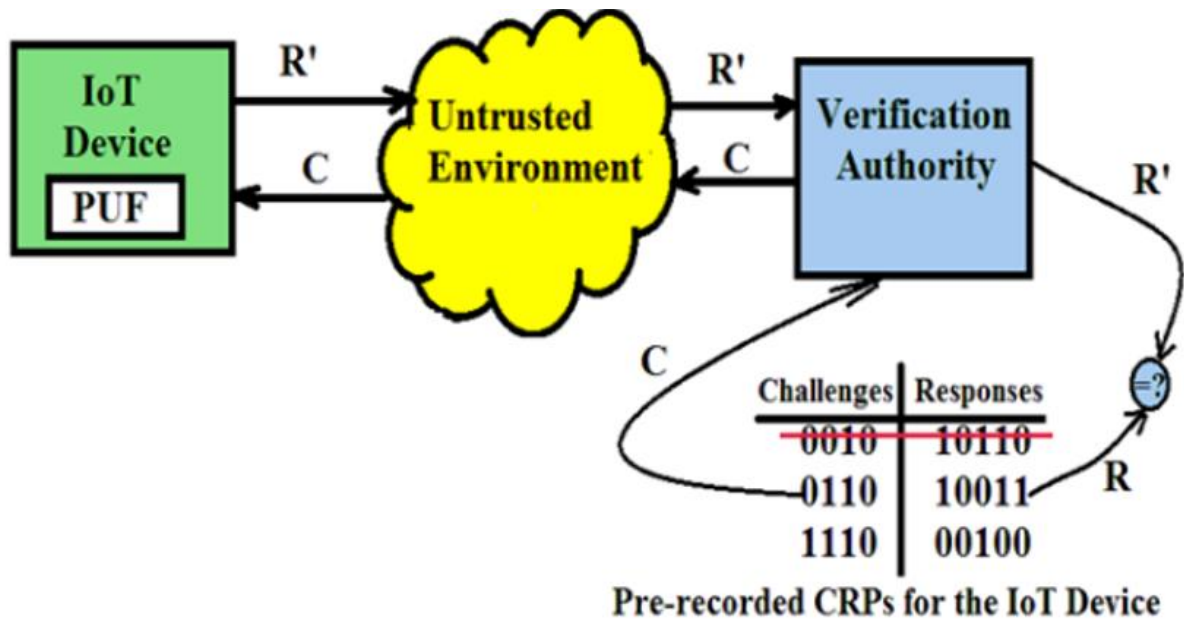 IoT
Device
PUF
R'
C
Untrusted
Environment
R'
C
Verification
Authority
R'
C
Challenges Responses
0010 10110
0110 10011
1110 00100
=?
R
Pre-recorded CRPs for the IoT Device